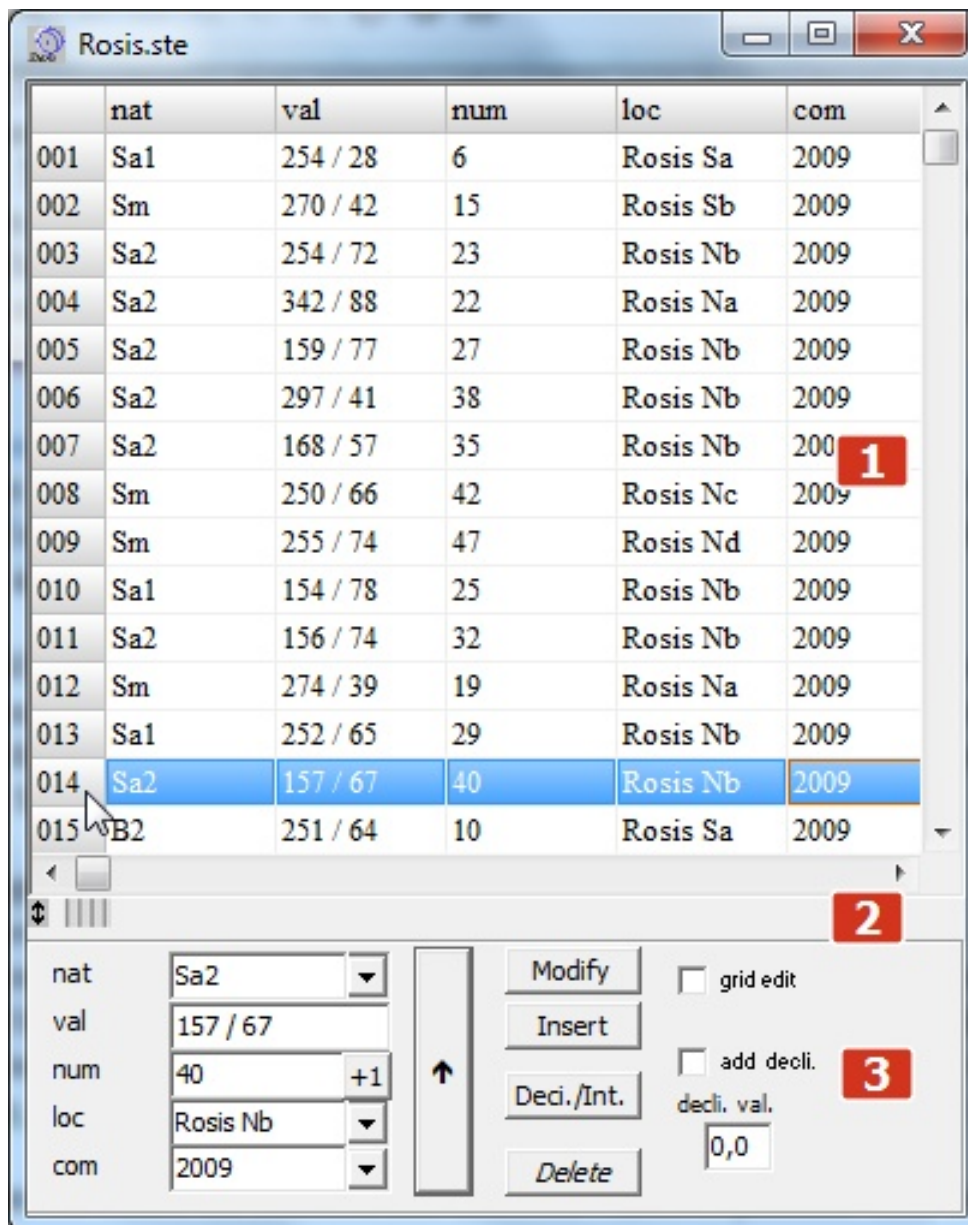 Rosis.ste
nat val num loc com
001 Sa1 254 / 28 6 Rosis Sa 2009
002 Sm 270 / 42 15 Rosis Sb 2009
003 Sa2 254 / 72 23 Rosis Nb 2009
004 Sa2 342 / 88 22 Rosis Na 2009
005 Sa2 159 / 77 27 Rosis Nb 2009
006 Sa2 297 / 41 38 Rosis Nb 2009
007 Sa2 168 / 57 35 Rosis Nb 200 1
008 Sm 250 / 66 42 Rosis Nc 2009
009 Sm 255 / 74 47 Rosis Nd 2009
010 Sa1 154 / 78 25 Rosis Nb 2009
011 Sa2 156 / 74 32 Rosis Nb 2009
012 Sm 274 / 39 19 Rosis Na 2009
013 Sa1 252 / 65 29 Rosis Nb 2009
014 Sa2 157 / 67 40 Rosis Nb 2009
015 B2 251 / 64 10 Rosis Sa 2009
2
nat Sa2 Modify grid edit
val 157 / 67 Insert
num 40 +1 Deci./Int. add decli. 3
loc Rosis Nb decli. val.
com 2009 Delete 0,0